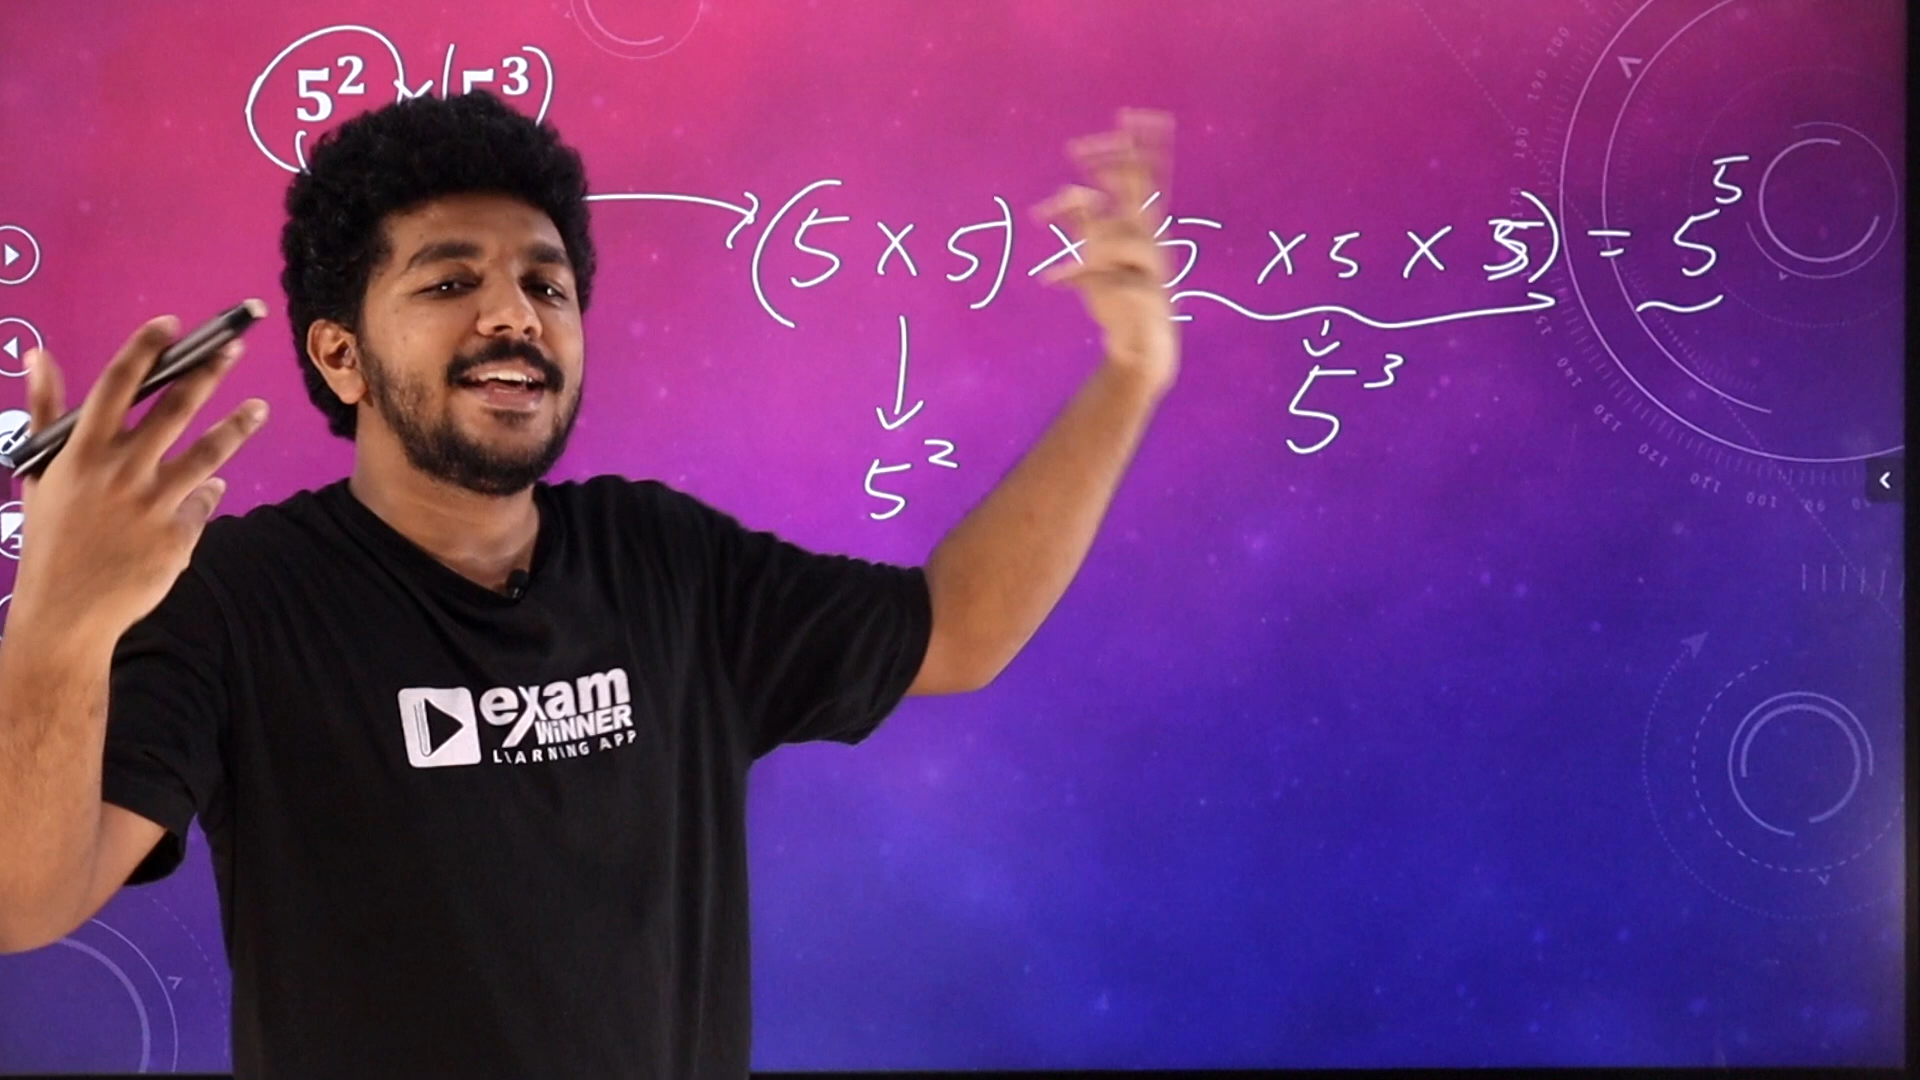 5² × (5³)
(5 × 5) × (5 × 5 × 5) = 5⁵
5² 5³
exam
WINNER
LEARNING APP